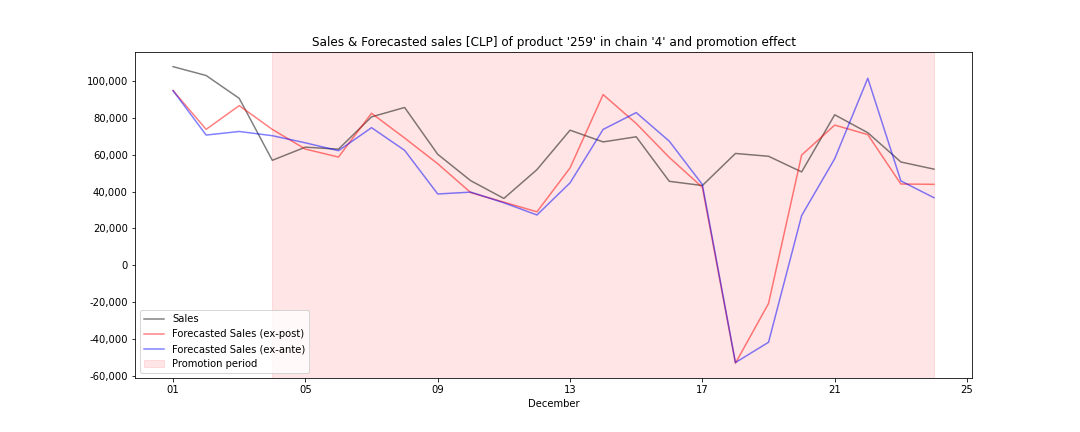 Sales & Forecasted sales [CLP] of product '259' in chain '4' and promotion effect
100,000
80,000
60,000
40,000
20,000
0
-20,000
-40,000
-60,000
Sales
Forecasted Sales (ex-post)
Forecasted Sales (ex-ante)
Promotion period
01
05
09
13
17
21
25
December